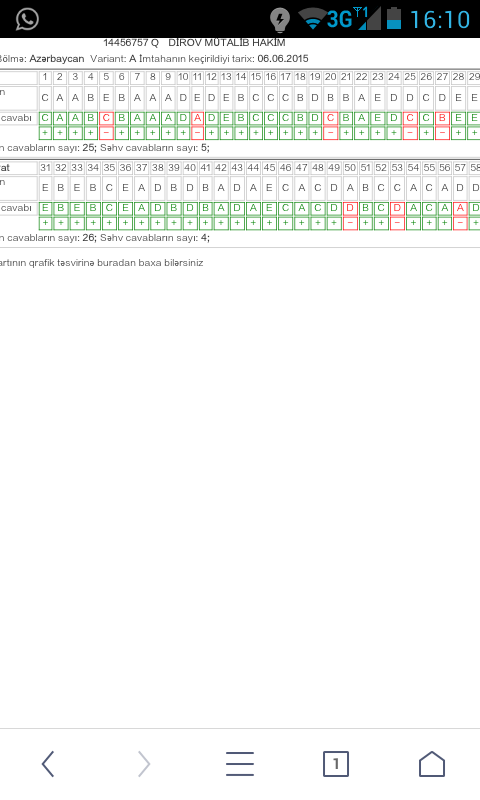 3G 1 16:10
14456757 Q DİROV MÜTALİB HAKİM
Bölmə: Azərbaycan Variant: A İmtahanın keçirildiyi tarix: 06.06.2015
1 2 3 4 5 6 7 8 9 10 11 12 13 14 15 16 17 18 19 20 21 22 23 24 25 26 27 28 29
n C A A B E B A A A D E D E B C C C B D B B A E D D C D E E
cavabı C A A B C B A A A D A D E B C C C B D C B A E D C C B E E
+ + + + − + + + + + − + + + + + + + + − + + + + − + − + +
n cavabların sayı: 25; Səhv cavabların sayı: 5;
at 31 32 33 34 35 36 37 38 39 40 41 42 43 44 45 46 47 48 49 50 51 52 53 54 55 56 57 58
n E B E B C E A D B D B A D A E C A C D A B C C A C A D D
cavabı E B E B C E A D B D B A D A E C A C D D B C D A C A A D
+ + + + + + + + + + + + + + + + + + + − + + − + + + − +
n cavabların sayı: 26; Səhv cavabların sayı: 4;
artının qrafik təsvirinə buradan baxa bilərsiniz
1